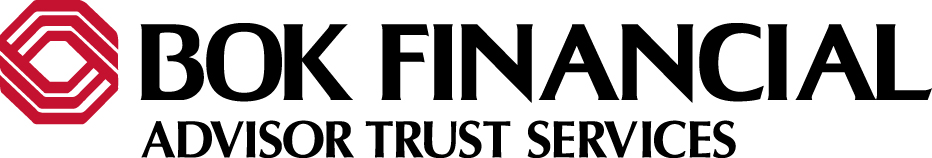 BOK FINANCIAL
ADVISOR TRUST SERVICES